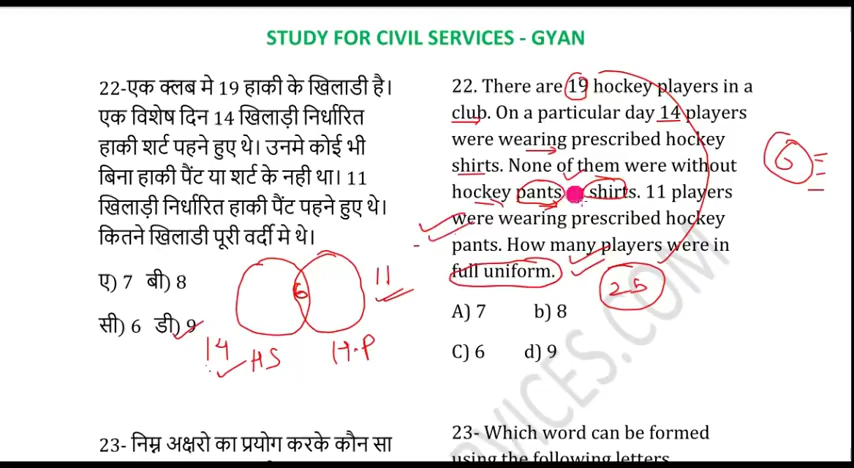 STUDY FOR CIVIL SERVICES - GYAN
22-एक क्लब मे 19 हाकी के खिलाडी है।
एक विशेष दिन 14 खिलाड़ी निर्धारित
हाकी शर्ट पहने हुए थे। उनमे कोई भी
बिना हाकी पैंट या शर्ट के नही था। 11
खिलाड़ी निर्धारित हाकी पैंट पहने हुए थे।
कितने खिलाडी पूरी वर्दी मे थे।
ए) 7 बी) 8
सी) 6 डी) 9
6
11
14 HS H.P
22. There are 19 hockey players in a
club. On a particular day 14 players
were wearing prescribed hockey
shirts. None of them were without
hockey pants shirts. 11 players
were wearing prescribed hockey
pants. How many players were in
full uniform.
A) 7 b) 8
C) 6 d) 9
6
25
23- निम्न अक्षरो का प्रयोग करके कौन सा
23- Which word can be formed
using the following letters